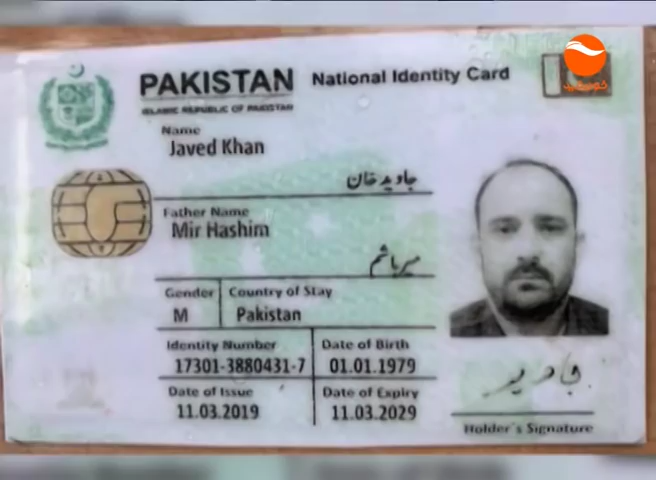 خورشید
PAKISTAN National Identity Card
ISLAMIC REPUBLIC OF PAKISTAN
Name
Javed Khan
جاوید خان
Father Name
Mir Hashim
میر ہاشم
Gender Country of Stay
M Pakistan
Identity Number Date of Birth
17301-3880431-7 01.01.1979
Date of Issue Date of Expiry
11.03.2019 11.03.2029
جاوید
Holder's Signature